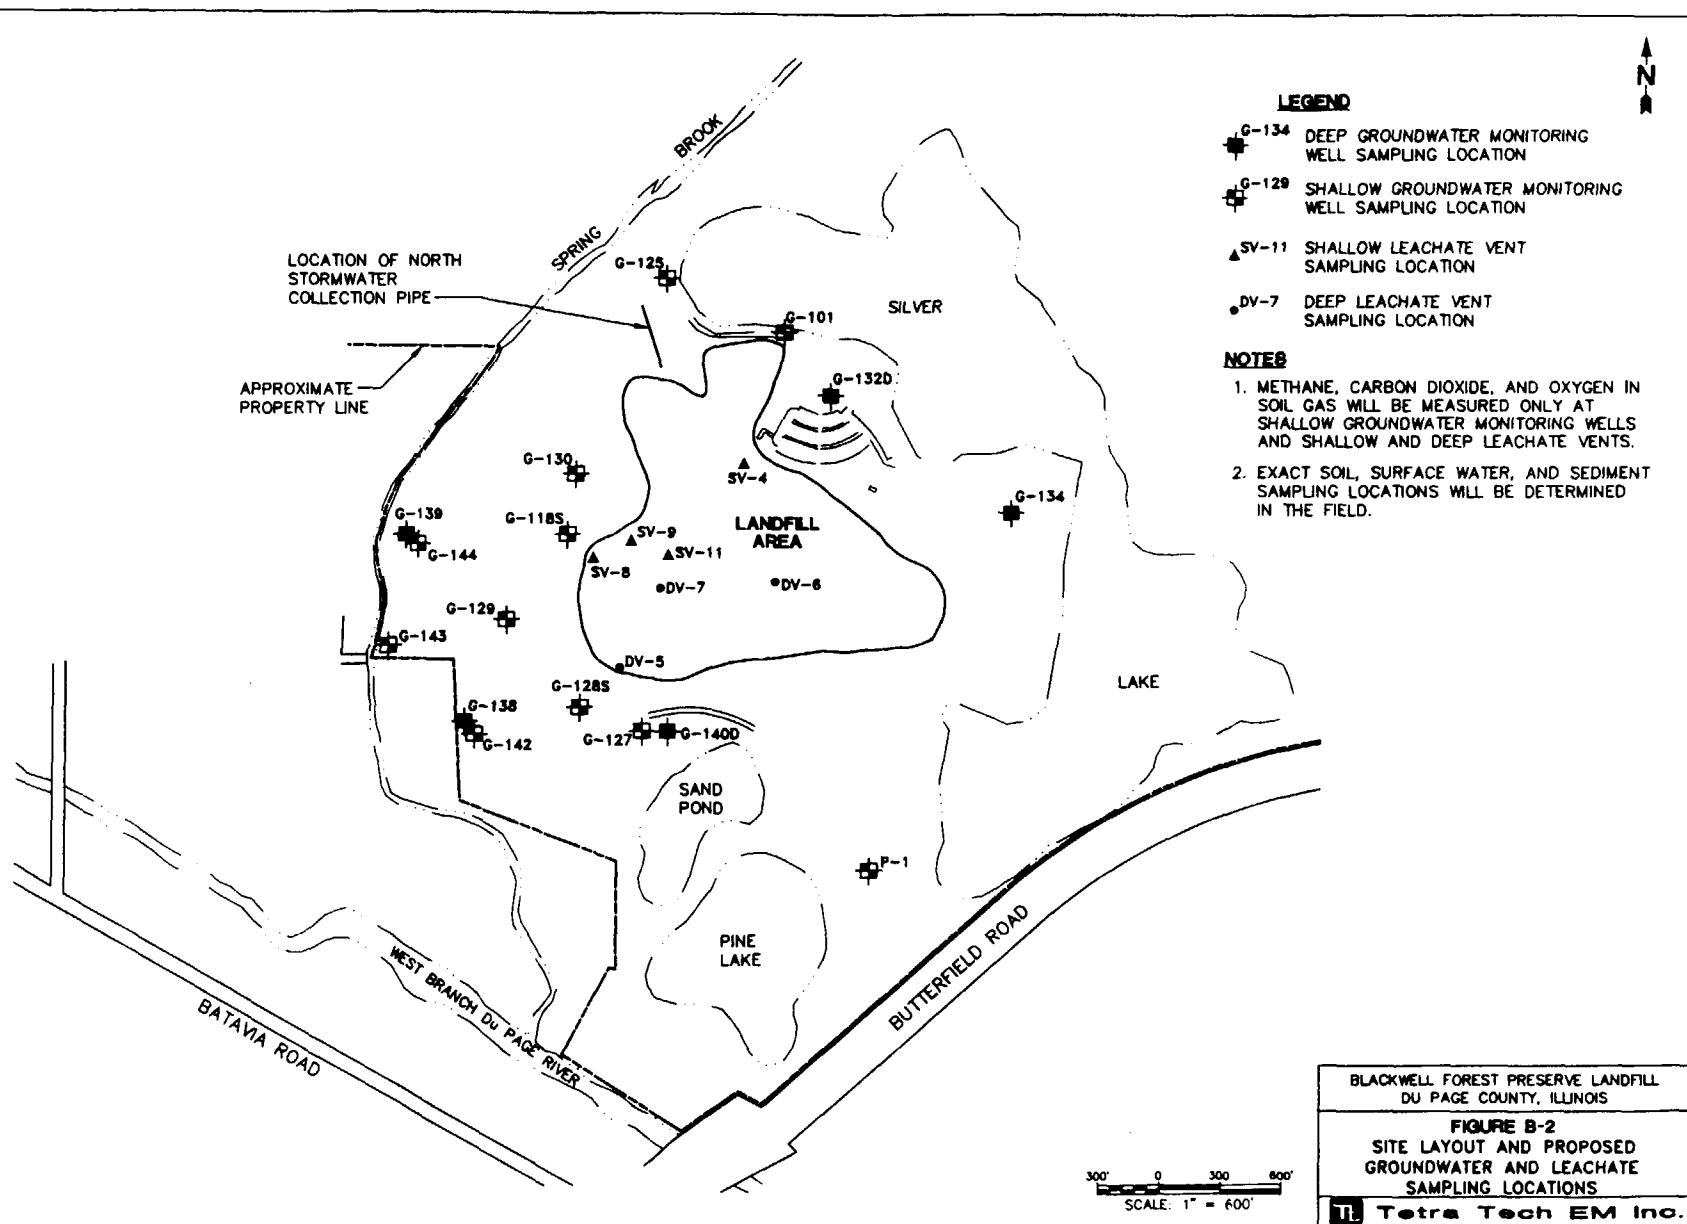 N
LEGEND
G-134 DEEP GROUNDWATER MONITORING
WELL SAMPLING LOCATION
G-129 SHALLOW GROUNDWATER MONITORING
WELL SAMPLING LOCATION
SV-11 SHALLOW LEACHATE VENT
SAMPLING LOCATION
DV-7 DEEP LEACHATE VENT
SAMPLING LOCATION
NOTES
1. METHANE, CARBON DIOXIDE, AND OXYGEN IN
SOIL GAS WILL BE MEASURED ONLY AT
SHALLOW GROUNDWATER MONITORING WELLS
AND SHALLOW AND DEEP LEACHATE VENTS.
2. EXACT SOIL, SURFACE WATER, AND SEDIMENT
SAMPLING LOCATIONS WILL BE DETERMINED
IN THE FIELD.
SPRING BROOK
LOCATION OF NORTH
STORMWATER
COLLECTION PIPE
G-125
SILVER
G-101
APPROXIMATE
PROPERTY LINE
G-132D
G-130
SV-4
G-134
G-139
G-118S
LANDFILL
AREA
SV-9
G-144
SV-11
SV-8
DV-7
DV-6
G-129
G-143
DV-5
LAKE
G-128S
G-138
G-142
G-127
G-140D
SAND
POND
P-1
PINE
LAKE
BUTTERFIELD ROAD
WEST BRANCH Du PAGE RIVER
BATAVIA ROAD
300' 0 300 600'
SCALE: 1" = 600'
BLACKWELL FOREST PRESERVE LANDFILL
DU PAGE COUNTY, ILLINOIS
FIGURE B-2
SITE LAYOUT AND PROPOSED
GROUNDWATER AND LEACHATE
SAMPLING LOCATIONS
Tetra Tech EM Inc.